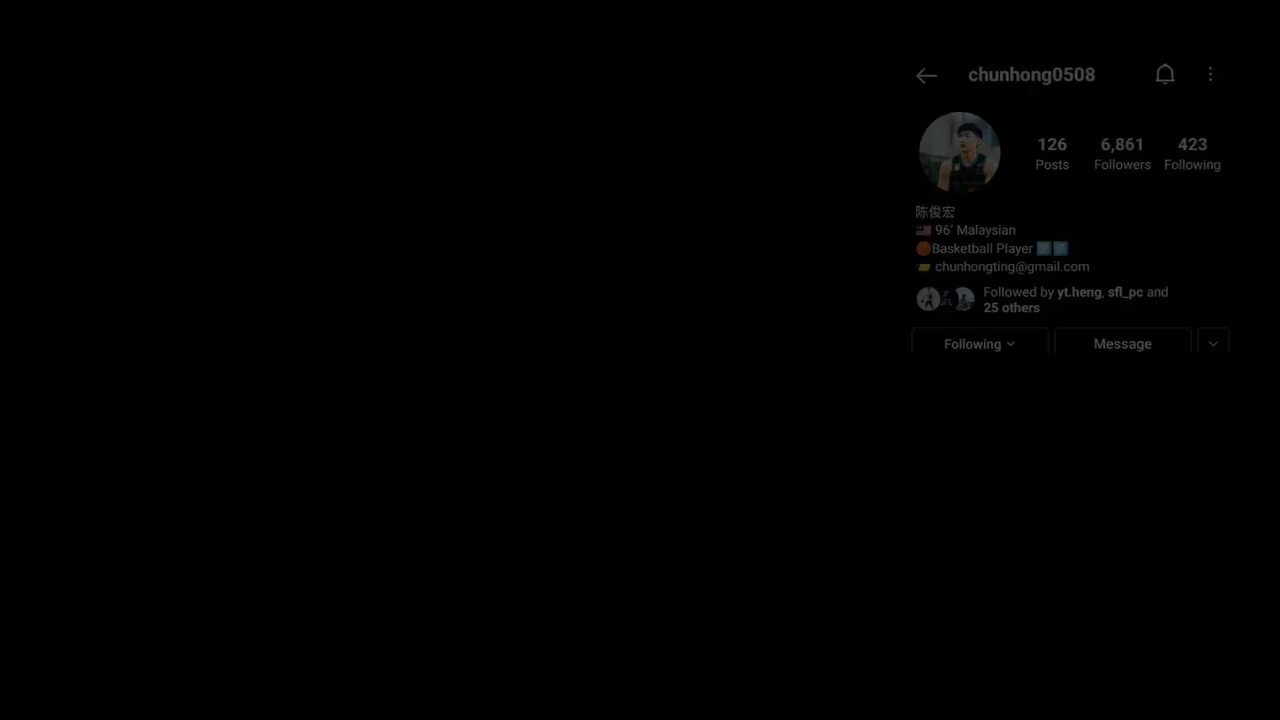 chunhong0508
126 6,861 423
Posts Followers Following
陈俊宏
96' Malaysian
Basketball Player
chunhongting@gmail.com
Followed by yt.heng, sfl_pc and
25 others
Following Message